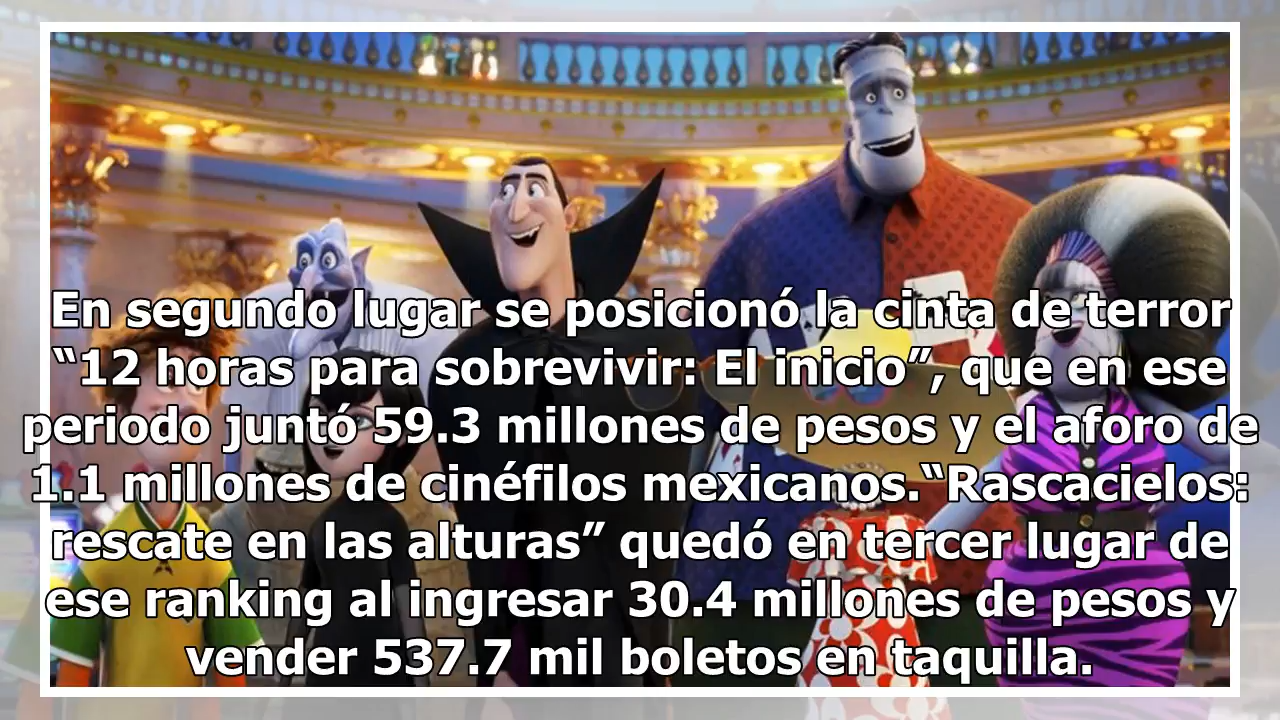 En segundo lugar se posicionó la cinta de terror
“12 horas para sobrevivir: El inicio”, que en ese
periodo juntó 59.3 millones de pesos y el aforo de
1.1 millones de cinéfilos mexicanos.“Rascacielos:
rescate en las alturas” quedó en tercer lugar de
ese ranking al ingresar 30.4 millones de pesos y
vender 537.7 mil boletos en taquilla.